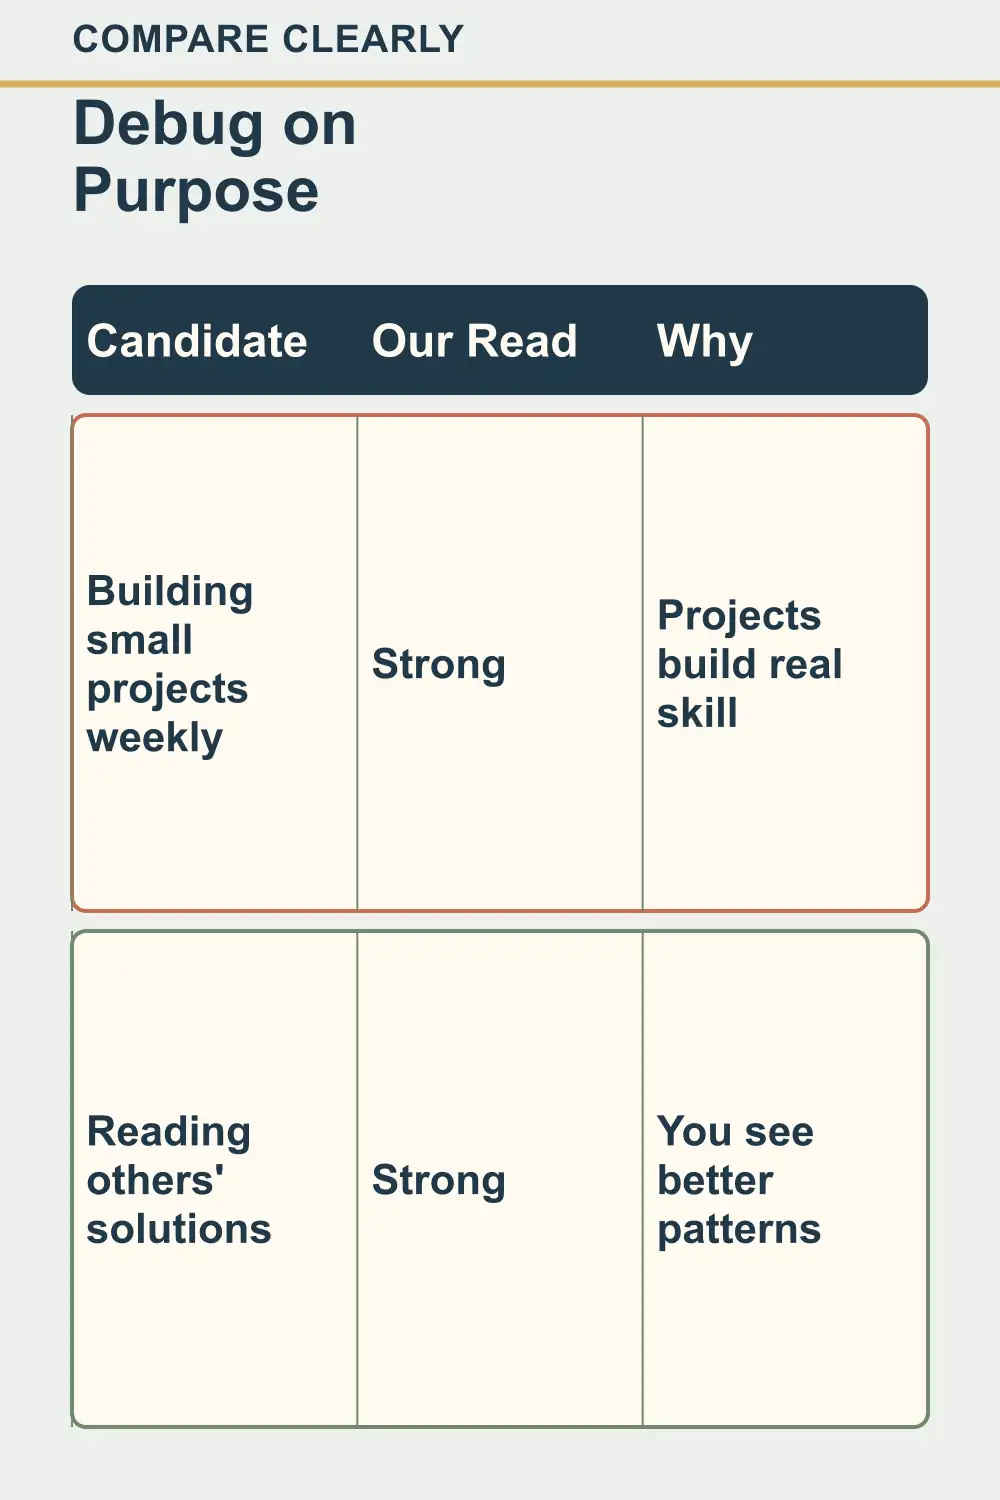 COMPARE CLEARLY
Debug on
Purpose
Candidate Our Read Why
Building
small
projects
weekly
Strong
Projects
build real
skill
Reading
others'
solutions
Strong
You see
better
patterns